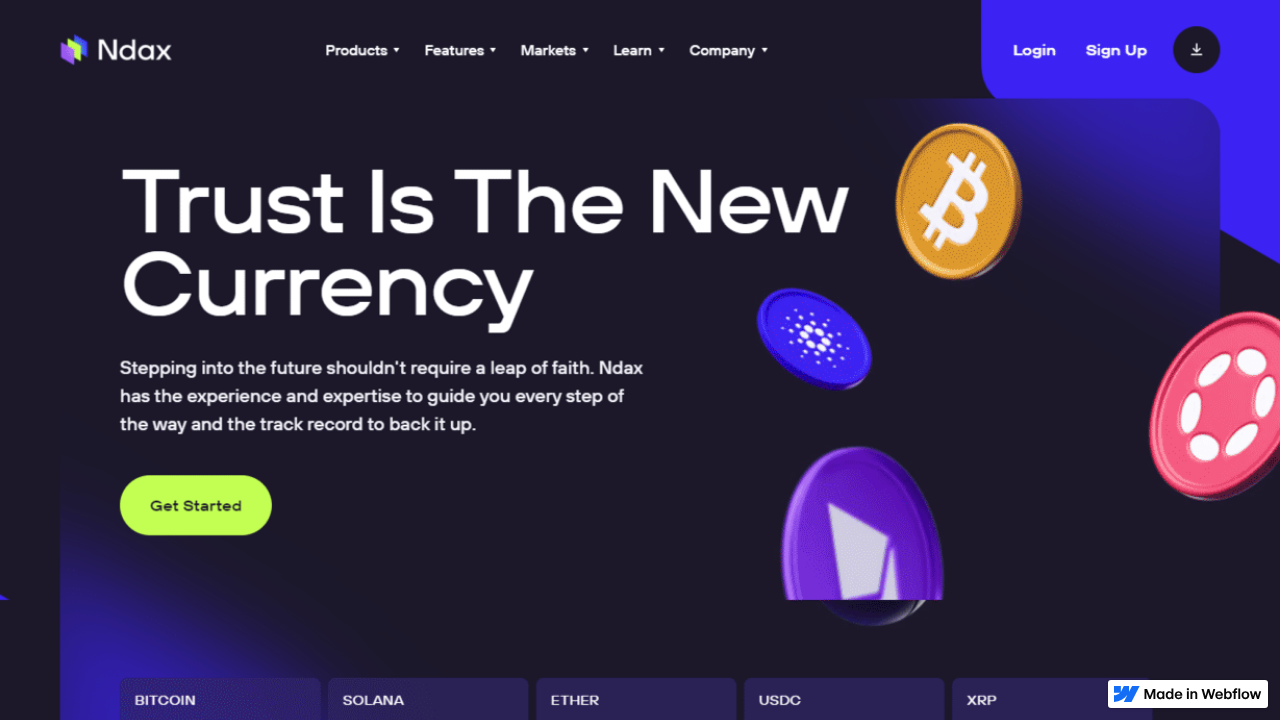 Ndax
Products
Features
Markets
Learn
Company
Login
Sign Up
Trust Is The New
Currency
Stepping into the future shouldn't require a leap of faith. Ndax
has the experience and expertise to guide you every step of
the way and the track record to back it up.
Get Started
BITCOIN
SOLANA
ETHER
USDC
XRP
Made in Webflow